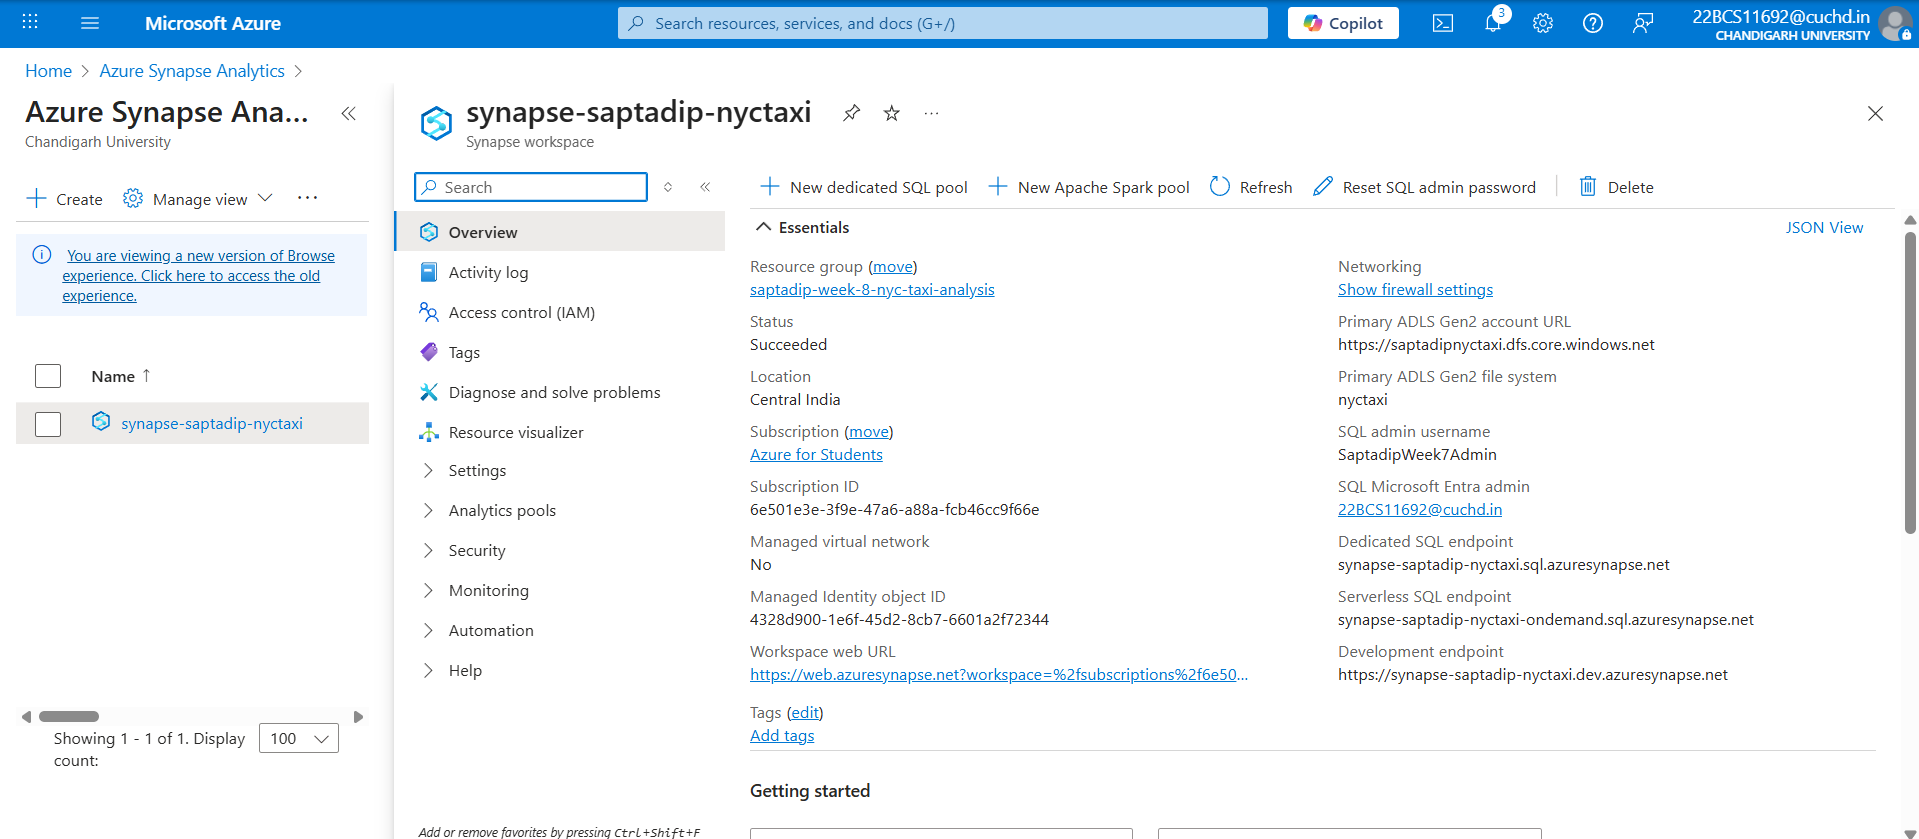 Microsoft Azure
Search resources, services, and docs (G+/)
Copilot
3
22BCS11692@cuchd.in
CHANDIGARH UNIVERSITY
Home > Azure Synapse Analytics >
Azure Synapse Ana...
Chandigarh University
Create
Manage view
...
You are viewing a new version of Browse
experience. Click here to access the old
experience.
Name ↑
synapse-saptadip-nyctaxi
Showing 1 - 1 of 1. Display
count:
100
synapse-saptadip-nyctaxi
...
Synapse workspace
Search
Overview
Activity log
Access control (IAM)
Tags
Diagnose and solve problems
Resource visualizer
Settings
Analytics pools
Security
Monitoring
Automation
Help
Add or remove favorites by pressing Ctrl+Shift+F
New dedicated SQL pool
New Apache Spark pool
Refresh
Reset SQL admin password
Delete
Essentials
JSON View
Resource group (move)
saptadip-week-8-nyc-taxi-analysis
Status
Succeeded
Location
Central India
Subscription (move)
Azure for Students
Subscription ID
6e501e3e-3f9e-47a6-a88a-fcb46cc9f66e
Managed virtual network
No
Managed Identity object ID
4328d900-1e6f-45d2-8cb7-6601a2f72344
Workspace web URL
https://web.azuresynapse.net?workspace=%2fsubscriptions%2f6e50...
Tags (edit)
Add tags
Networking
Show firewall settings
Primary ADLS Gen2 account URL
https://saptadipnyctaxi.dfs.core.windows.net
Primary ADLS Gen2 file system
nyctaxi
SQL admin username
SaptadipWeek7Admin
SQL Microsoft Entra admin
22BCS11692@cuchd.in
Dedicated SQL endpoint
synapse-saptadip-nyctaxi.sql.azuresynapse.net
Serverless SQL endpoint
synapse-saptadip-nyctaxi-ondemand.sql.azuresynapse.net
Development endpoint
https://synapse-saptadip-nyctaxi.dev.azuresynapse.net
Getting started